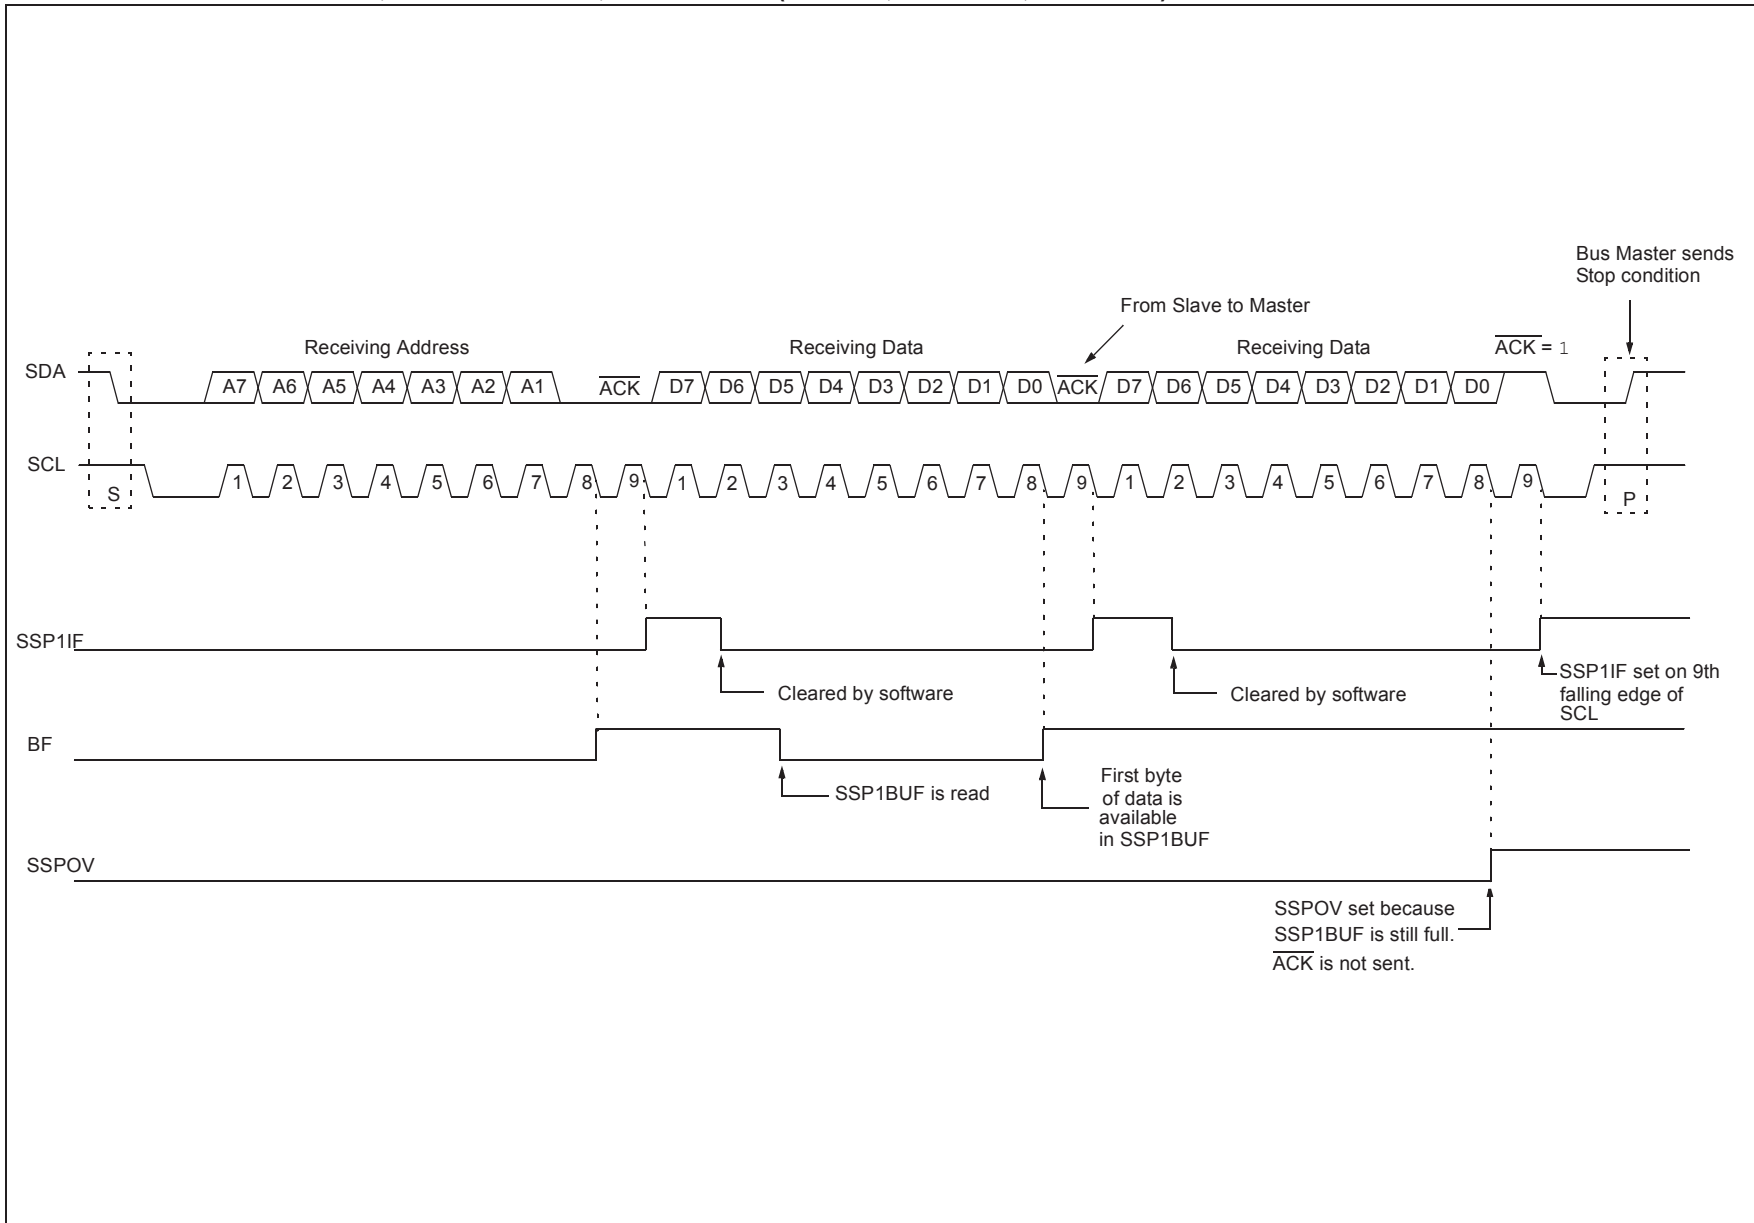 Bus Master sends
Stop condition
From Slave to Master
Receiving Address
Receiving Data
Receiving Data
ACK = 1
SDA
A7 A6 A5 A4 A3 A2 A1 ACK D7 D6 D5 D4 D3 D2 D1 D0 ACK D7 D6 D5 D4 D3 D2 D1 D0
SCL
S 1 2 3 4 5 6 7 8 9 1 2 3 4 5 6 7 8 9 1 2 3 4 5 6 7 8 9 P
SSP1IF
Cleared by software
Cleared by software
SSP1IF set on 9th
falling edge of
SCL
BF
SSP1BUF is read
First byte
of data is
available
in SSP1BUF
SSPOV
SSPOV set because
SSP1BUF is still full.
ACK is not sent.